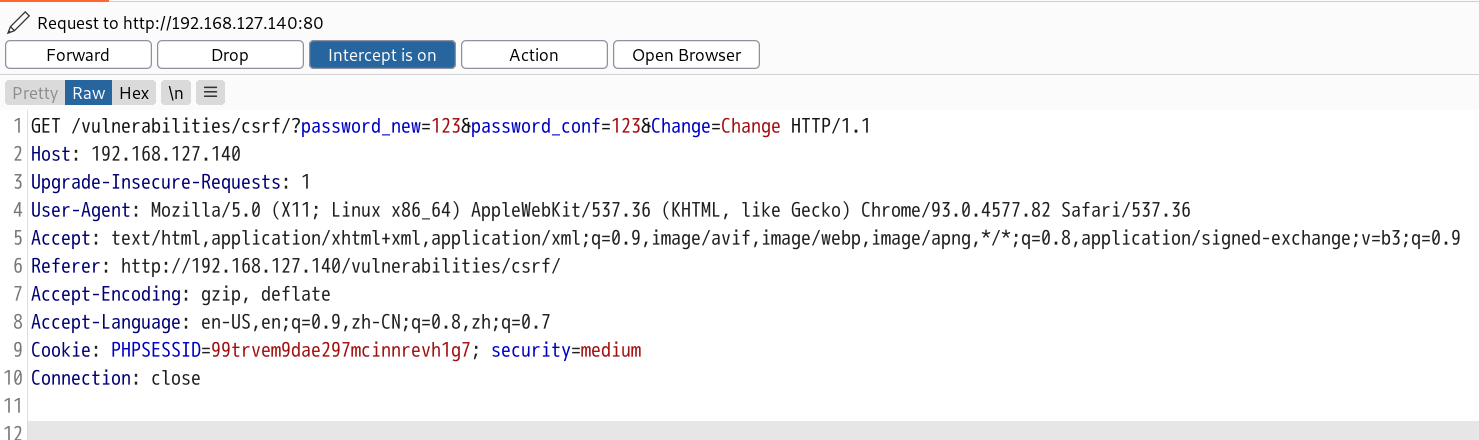 Request to http://192.168.127.140:80
Forward Drop Intercept is on Action Open Browser
Pretty Raw Hex \n ≡
1 GET /vulnerabilities/csrf/?password_new=123&password_conf=123&Change=Change HTTP/1.1
2 Host: 192.168.127.140
3 Upgrade-Insecure-Requests: 1
4 User-Agent: Mozilla/5.0 (X11; Linux x86_64) AppleWebKit/537.36 (KHTML, like Gecko) Chrome/93.0.4577.82 Safari/537.36
5 Accept: text/html,application/xhtml+xml,application/xml;q=0.9,image/avif,image/webp,image/apng,*/*;q=0.8,application/signed-exchange;v=b3;q=0.9
6 Referer: http://192.168.127.140/vulnerabilities/csrf/
7 Accept-Encoding: gzip, deflate
8 Accept-Language: en-US,en;q=0.9,zh-CN;q=0.8,zh;q=0.7
9 Cookie: PHPSESSID=99trvem9dae297mcinnrevh1g7; security=medium
10 Connection: close
11
12